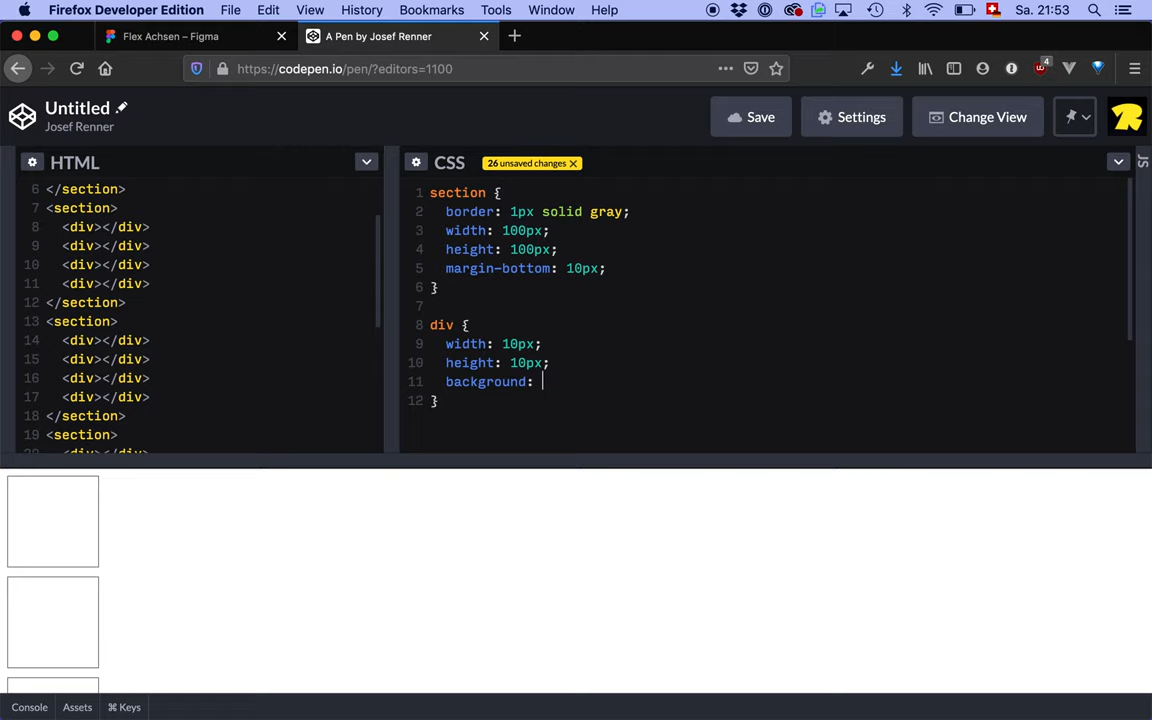 Firefox Developer Edition File Edit View History Bookmarks Tools Window Help Sa. 21:53
Flex Achsen – Figma
A Pen by Josef Renner
https://codepen.io/pen/?editors=1100
4
Untitled
Josef Renner
Save
Settings
Change View
HTML
6 </section>
7 <section>
8 <div></div>
9 <div></div>
10 <div></div>
11 <div></div>
12 </section>
13 <section>
14 <div></div>
15 <div></div>
16 <div></div>
17 <div></div>
18 </section>
19 <section>
20 <div></div>
CSS
26 unsaved changes
JS
1 section {
2 border: 1px solid gray;
3 width: 100px;
4 height: 100px;
5 margin-bottom: 10px;
6 }
7
8 div {
9 width: 10px;
10 height: 10px;
11 background:
12 }
Console
Assets
⌘ Keys